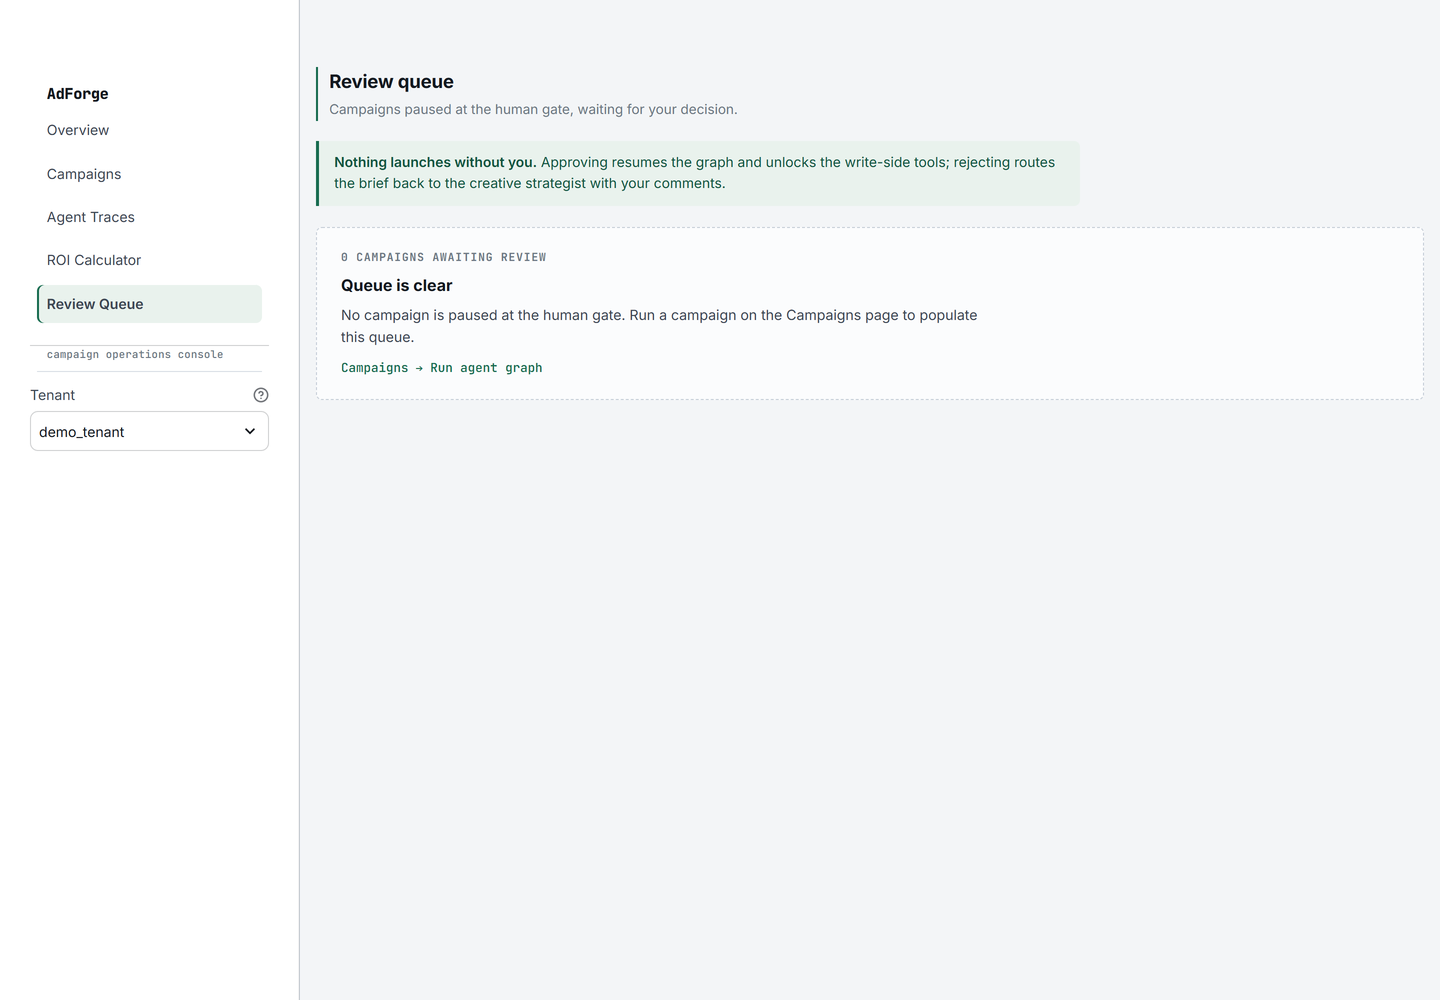 AdForge
Overview
Campaigns
Agent Traces
ROI Calculator
Review Queue
campaign operations console
Tenant
demo_tenant
Review queue
Campaigns paused at the human gate, waiting for your decision.
Nothing launches without you. Approving resumes the graph and unlocks the write-side tools; rejecting routes
the brief back to the creative strategist with your comments.
0 CAMPAIGNS AWAITING REVIEW
Queue is clear
No campaign is paused at the human gate. Run a campaign on the Campaigns page to populate
this queue.
Campaigns → Run agent graph